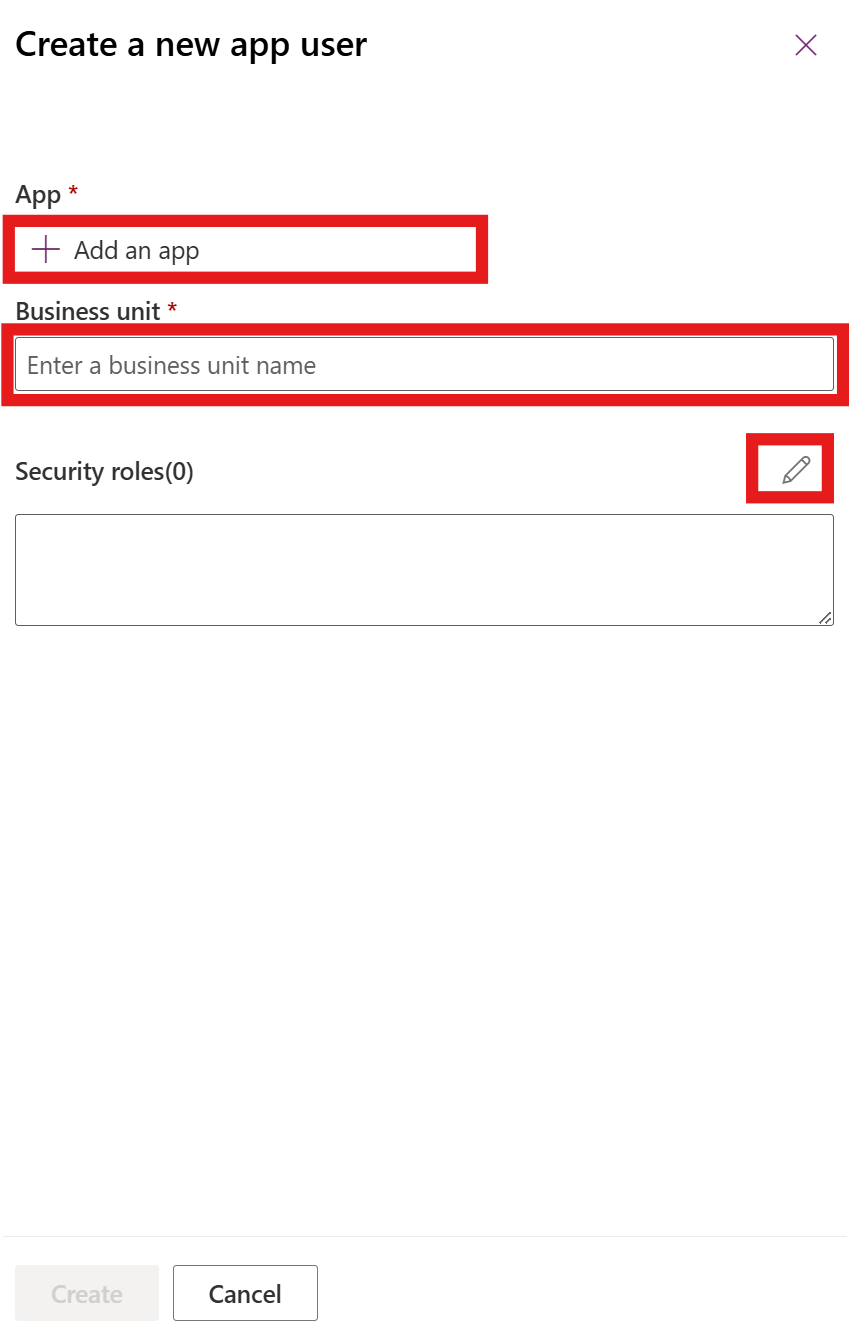 Create a new app user
App *
Add an app
Business unit *
Enter a business unit name
Security roles(0)
Create
Cancel